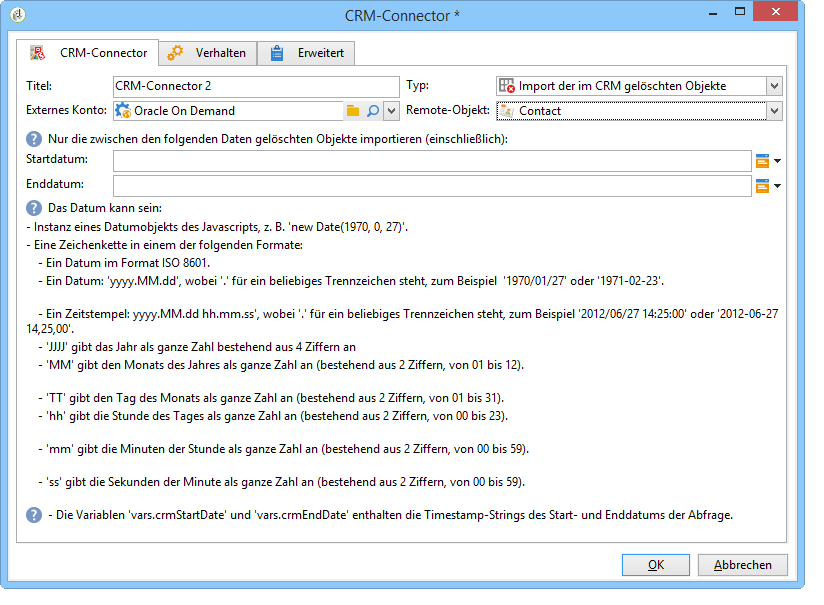 CRM-Connector *
CRM-Connector Verhalten Erweitert
Titel: CRM-Connector 2 Typ: Import der im CRM gelöschten Objekte
Externes Konto: Oracle On Demand Remote-Objekt: Contact
Nur die zwischen den folgenden Daten gelöschten Objekte importieren (einschließlich):
Startdatum:
Enddatum:
Das Datum kann sein:
- Instanz eines Datumobjekts des Javascripts, z. B. 'new Date(1970, 0, 27)'.
- Eine Zeichenkette in einem der folgenden Formate:
- Ein Datum im Format ISO 8601.
- Ein Datum: 'yyyy.MM.dd', wobei '.' für ein beliebiges Trennzeichen steht, zum Beispiel '1970/01/27' oder '1971-02-23'.
- Ein Zeitstempel: yyyy.MM.dd hh.mm.ss', wobei '.' für ein beliebiges Trennzeichen steht, zum Beispiel '2012/06/27 14:25:00' oder '2012-06-27
14,25,00'.
- 'JJJJ' gibt das Jahr als ganze Zahl bestehend aus 4 Ziffern an
- 'MM' gibt den Monats des Jahres als ganze Zahl an (bestehend aus 2 Ziffern, von 01 bis 12).
- 'TT' gibt den Tag des Monats als ganze Zahl an (bestehend aus 2 Ziffern, von 01 bis 31).
- 'hh' gibt die Stunde des Tages als ganze Zahl an (bestehend aus 2 Ziffern, von 00 bis 23).
- 'mm' gibt die Minuten der Stunde als ganze Zahl an (bestehend aus 2 Ziffern, von 00 bis 59).
- 'ss' gibt die Sekunden der Minute als ganze Zahl an (bestehend aus 2 Ziffern, von 00 bis 59).
- Die Variablen 'vars.crmStartDate' und 'vars.crmEndDate' enthalten die Timestamp-Strings des Start- und Enddatums der Abfrage.
OK Abbrechen